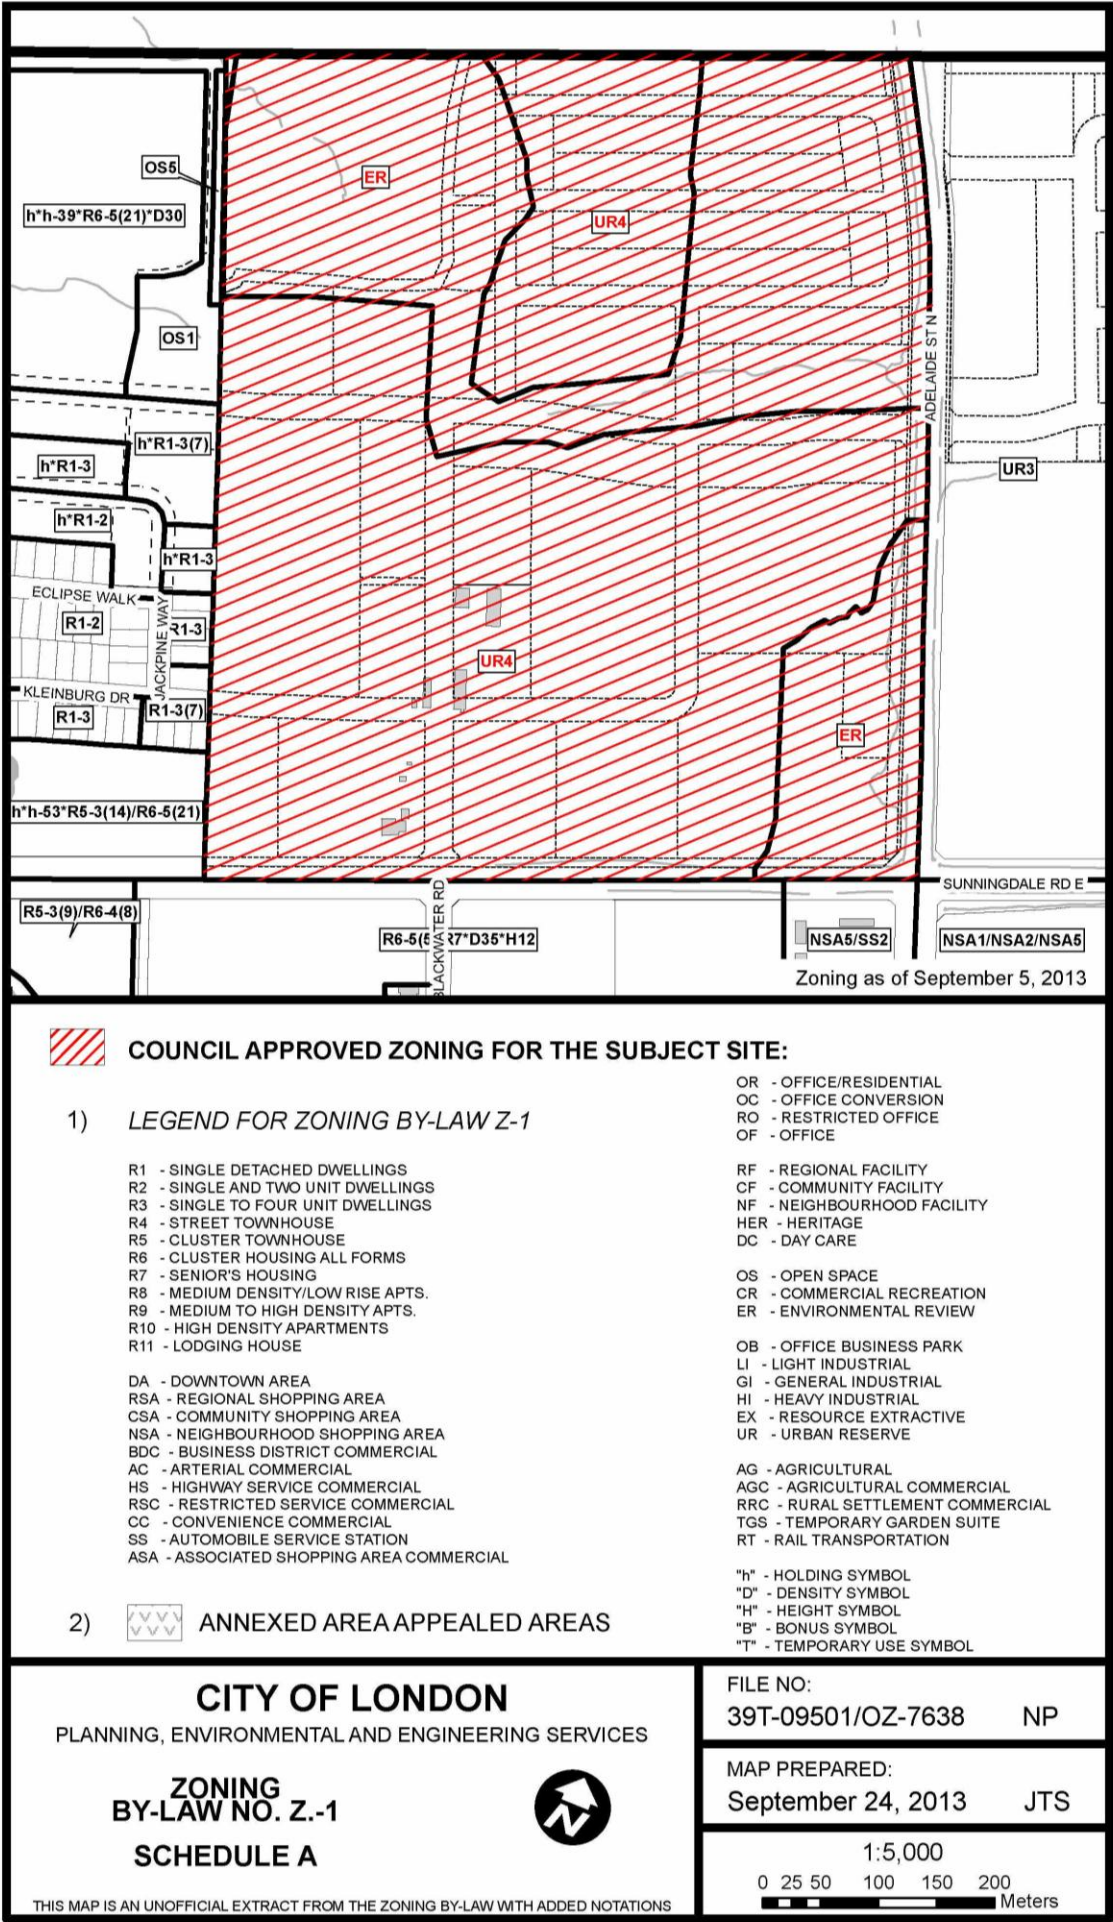 OS5
ER
h*h-39*R6-5(21)*D30
UR4
OS1
ADELAIDE ST N
h*R1-3(7)
h*R1-3
UR3
h*R1-2
h*R1-3
ECLIPSE WALK
R1-2
R1-3
JACKPINE WAY
UR4
KLEINBURG DR
R1-3
R1-3(7)
ER
h*h-53*R5-3(14)/R6-5(21)
SUNNINGDALE RD E
R5-3(9)/R6-4(8)
BLACKWATER RD
R6-5(5 R7*D35*H12
NSA5/SS2
NSA1/NSA2/NSA5
Zoning as of September 5, 2013
COUNCIL APPROVED ZONING FOR THE SUBJECT SITE:
1) LEGEND FOR ZONING BY-LAW Z-1
R1 - SINGLE DETACHED DWELLINGS
R2 - SINGLE AND TWO UNIT DWELLINGS
R3 - SINGLE TO FOUR UNIT DWELLINGS
R4 - STREET TOWNHOUSE
R5 - CLUSTER TOWNHOUSE
R6 - CLUSTER HOUSING ALL FORMS
R7 - SENIOR'S HOUSING
R8 - MEDIUM DENSITY/LOW RISE APTS.
R9 - MEDIUM TO HIGH DENSITY APTS.
R10 - HIGH DENSITY APARTMENTS
R11 - LODGING HOUSE
DA - DOWNTOWN AREA
RSA - REGIONAL SHOPPING AREA
CSA - COMMUNITY SHOPPING AREA
NSA - NEIGHBOURHOOD SHOPPING AREA
BDC - BUSINESS DISTRICT COMMERCIAL
AC - ARTERIAL COMMERCIAL
HS - HIGHWAY SERVICE COMMERCIAL
RSC - RESTRICTED SERVICE COMMERCIAL
CC - CONVENIENCE COMMERCIAL
SS - AUTOMOBILE SERVICE STATION
ASA - ASSOCIATED SHOPPING AREA COMMERCIAL
OR - OFFICE/RESIDENTIAL
OC - OFFICE CONVERSION
RO - RESTRICTED OFFICE
OF - OFFICE
RF - REGIONAL FACILITY
CF - COMMUNITY FACILITY
NF - NEIGHBOURHOOD FACILITY
HER - HERITAGE
DC - DAY CARE
OS - OPEN SPACE
CR - COMMERCIAL RECREATION
ER - ENVIRONMENTAL REVIEW
OB - OFFICE BUSINESS PARK
LI - LIGHT INDUSTRIAL
GI - GENERAL INDUSTRIAL
HI - HEAVY INDUSTRIAL
EX - RESOURCE EXTRACTIVE
UR - URBAN RESERVE
AG - AGRICULTURAL
AGC - AGRICULTURAL COMMERCIAL
RRC - RURAL SETTLEMENT COMMERCIAL
TGS - TEMPORARY GARDEN SUITE
RT - RAIL TRANSPORTATION
"h" - HOLDING SYMBOL
"D" - DENSITY SYMBOL
"H" - HEIGHT SYMBOL
"B" - BONUS SYMBOL
"T" - TEMPORARY USE SYMBOL
2) ANNEXED AREA APPEALED AREAS
CITY OF LONDON
PLANNING, ENVIRONMENTAL AND ENGINEERING SERVICES
ZONING
BY-LAW NO. Z.-1
SCHEDULE A
N
THIS MAP IS AN UNOFFICIAL EXTRACT FROM THE ZONING BY-LAW WITH ADDED NOTATIONS
FILE NO:
39T-09501/OZ-7638 NP
MAP PREPARED:
September 24, 2013 JTS
1:5,000
0 25 50 100 150 200
Meters